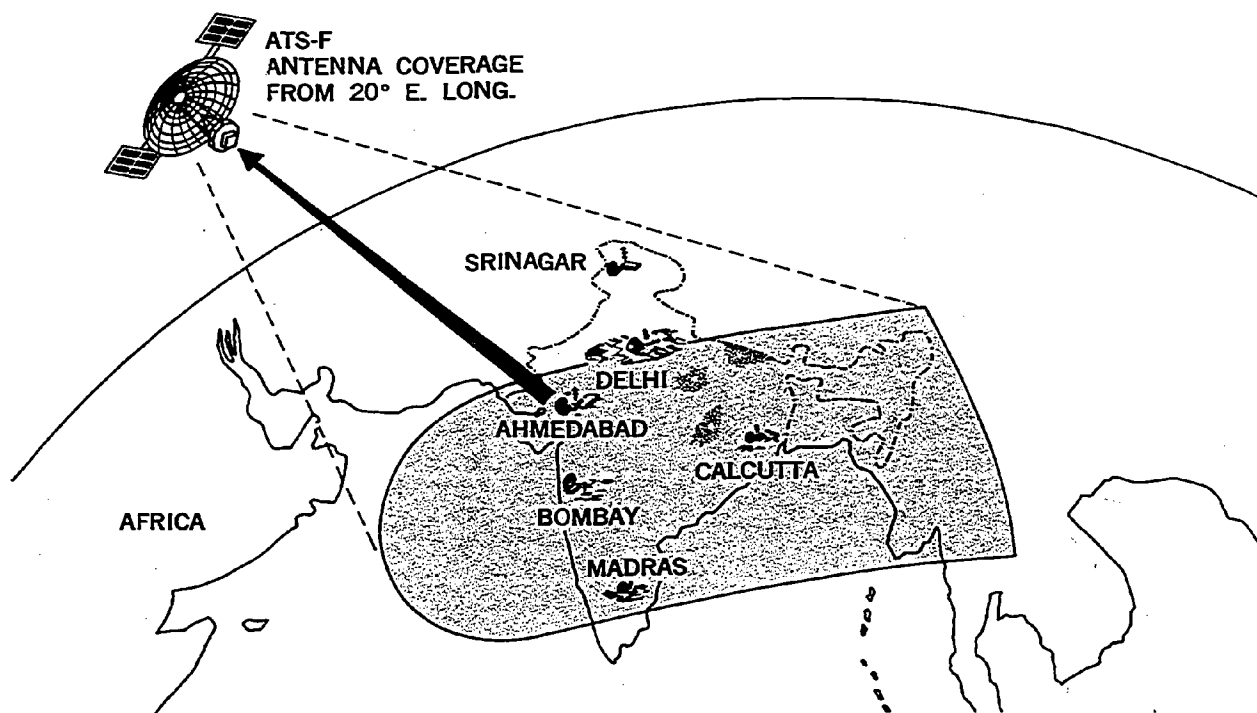 ATS-F
ANTENNA COVERAGE
FROM 20° E. LONG.
SRINAGAR
DELHI
AHMEDABAD
CALCUTTA
AFRICA
BOMBAY
MADRAS